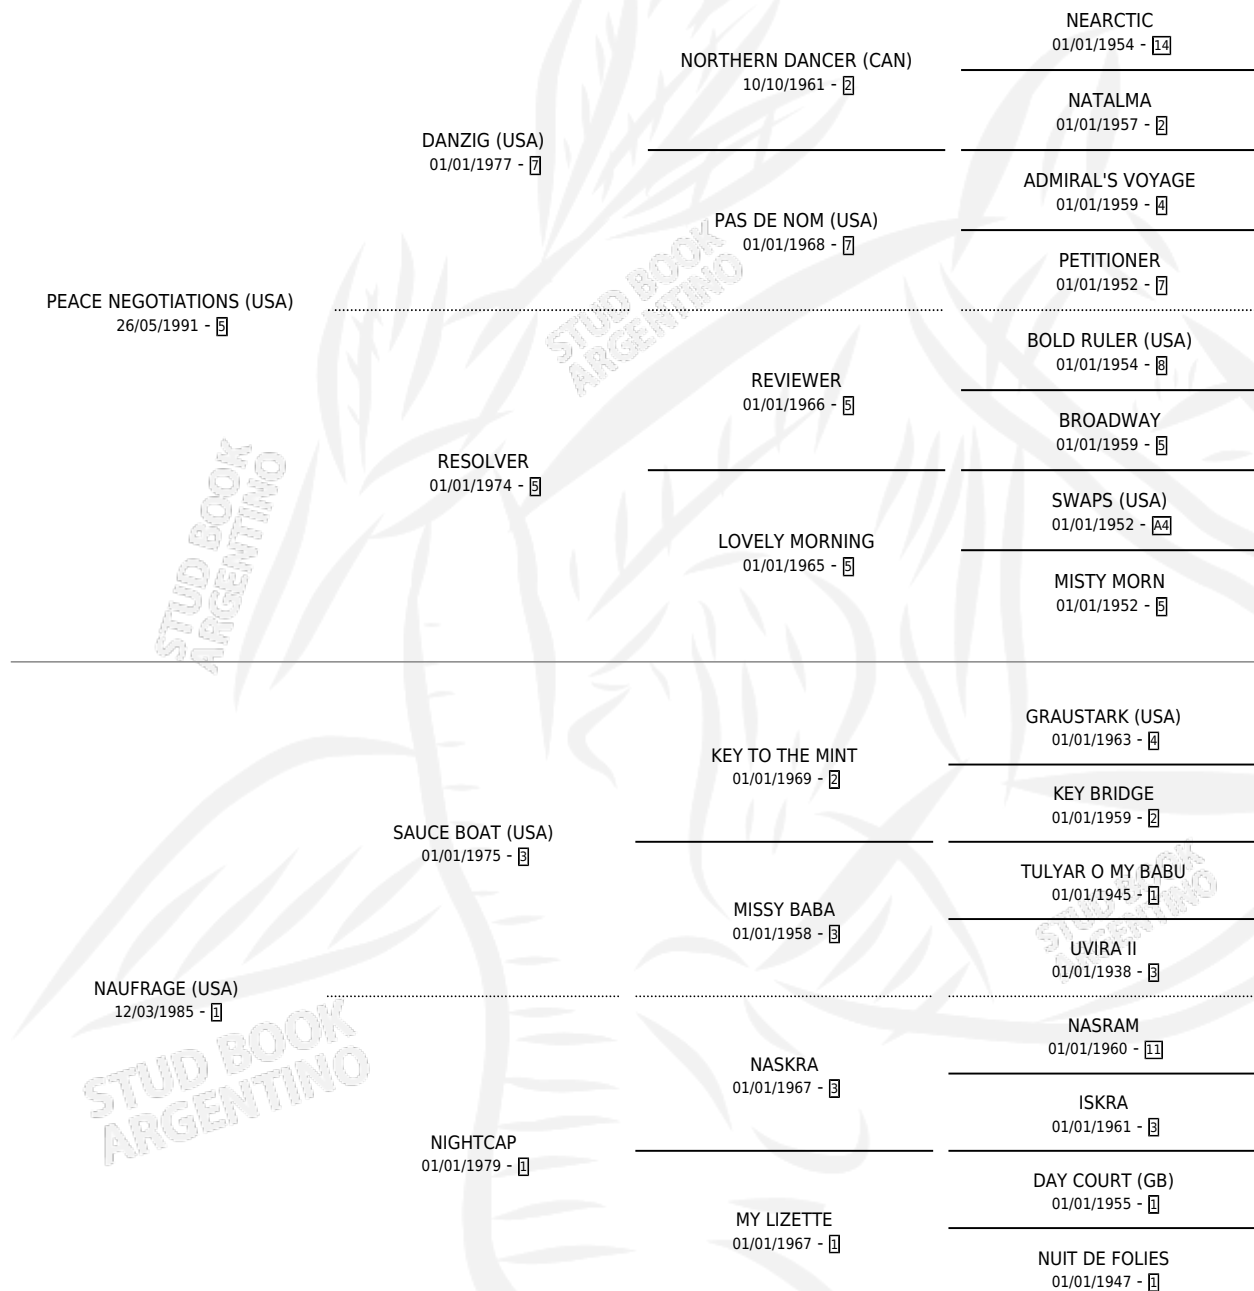 NEARCTIC
01/01/1954 - 14
NORTHERN DANCER (CAN)
10/10/1961 - 2
NATALMA
01/01/1957 - 2
DANZIG (USA)
01/01/1977 - 7
ADMIRAL'S VOYAGE
01/01/1959 - 4
PAS DE NOM (USA)
01/01/1968 - 7
PETITIONER
01/01/1952 - 7
PEACE NEGOTIATIONS (USA)
26/05/1991 - 5
STUD BOOK
ARGENTINO
BOLD RULER (USA)
01/01/1954 - 8
REVIEWER
01/01/1966 - 5
BROADWAY
01/01/1959 - 5
RESOLVER
01/01/1974 - 5
SWAPS (USA)
01/01/1952 - A4
LOVELY MORNING
01/01/1965 - 5
MISTY MORN
01/01/1952 - 5
STUD BOOK
ARGENTINO
GRAUSTARK (USA)
01/01/1963 - 4
KEY TO THE MINT
01/01/1969 - 2
KEY BRIDGE
01/01/1959 - 2
SAUCE BOAT (USA)
01/01/1975 - 3
TULYAR O MY BABU
01/01/1945 - 1
MISSY BABA
01/01/1958 - 3
UVIRA II
01/01/1938 - 3
STUD BOOK
ARGENTINO
NAUFRAGE (USA)
12/03/1985 - 1
STUD BOOK
ARGENTINO
NASRAM
01/01/1960 - 11
NASKRA
01/01/1967 - 3
ISKRA
01/01/1961 - 3
NIGHTCAP
01/01/1979 - 1
DAY COURT (GB)
01/01/1955 - 1
MY LIZETTE
01/01/1967 - 1
NUIT DE FOLIES
01/01/1947 - 1